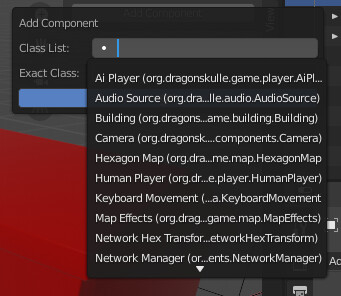 Add Component
Class List:
Exact Class:
Ai Player (org.dragonskulle.game.player.AiPl...
Audio Source (org.dra...lle.audio.AudioSource)
Building (org.dragons...ame.building.Building)
Camera (org.dragonsk....components.Camera)
Hexagon Map (org.drag...me.map.HexagonMap
Human Player (org.dr...e.player.HumanPlayer)
Keyboard Movement (...a.KeyboardMovement
Map Effects (org.drag...game.map.MapEffects)
Network Hex Transfor...etworkHexTransform)
Network Manager (or...ents.NetworkManager)